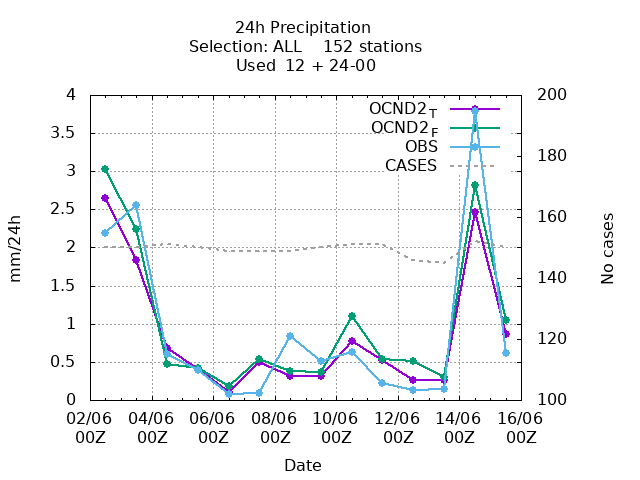 24h Precipitation
Selection: ALL 152 stations
Used 12 + 24-00
OCND2T
OCND2F
OBS
CASES
4
3.5
3
2.5
2
1.5
1
0.5
0
mm/24h
200
180
160
140
120
100
No cases
02/06 04/06 06/06 08/06 10/06 12/06 14/06 16/06
00Z 00Z 00Z 00Z 00Z 00Z 00Z 00Z
Date